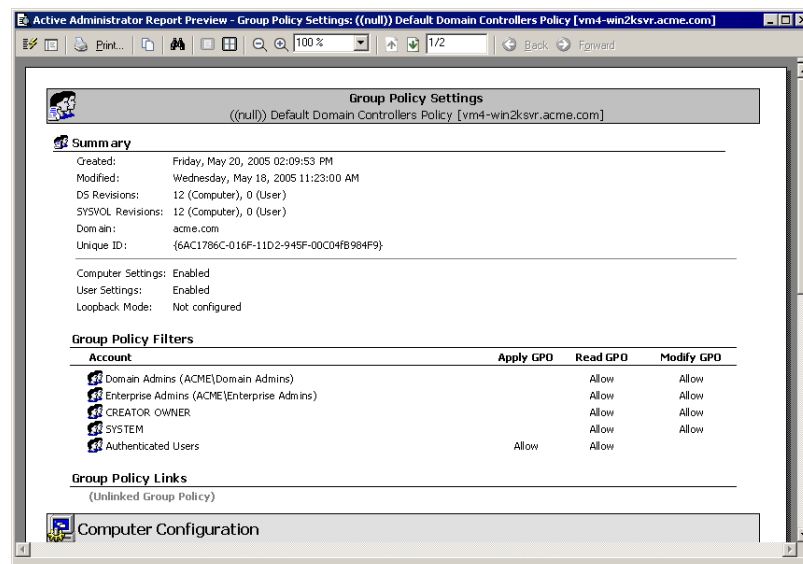 Active Administrator Report Preview - Group Policy Settings: ((null)) Default Domain Controllers Policy [vm4-win2ksvr.acme.com]
Print... 100 % 1/2 Back Forward
Group Policy Settings
((null)) Default Domain Controllers Policy [vm4-win2ksvr.acme.com]
Summary
Created: Friday, May 20, 2005 02:09:53 PM
Modified: Wednesday, May 18, 2005 11:23:00 AM
DS Revisions: 12 (Computer), 0 (User)
SYSVOL Revisions: 12 (Computer), 0 (User)
Domain: acme.com
Unique ID: {6AC1786C-016F-11D2-945F-00C04fB984F9}
Computer Settings: Enabled
User Settings: Enabled
Loopback Mode: Not configured
Group Policy Filters
Account Apply GPO Read GPO Modify GPO
Domain Admins (ACME\Domain Admins) Allow Allow
Enterprise Admins (ACME\Enterprise Admins) Allow Allow
CREATOR OWNER Allow Allow
SYSTEM Allow Allow
Authenticated Users Allow Allow
Group Policy Links
(Unlinked Group Policy)
Computer Configuration